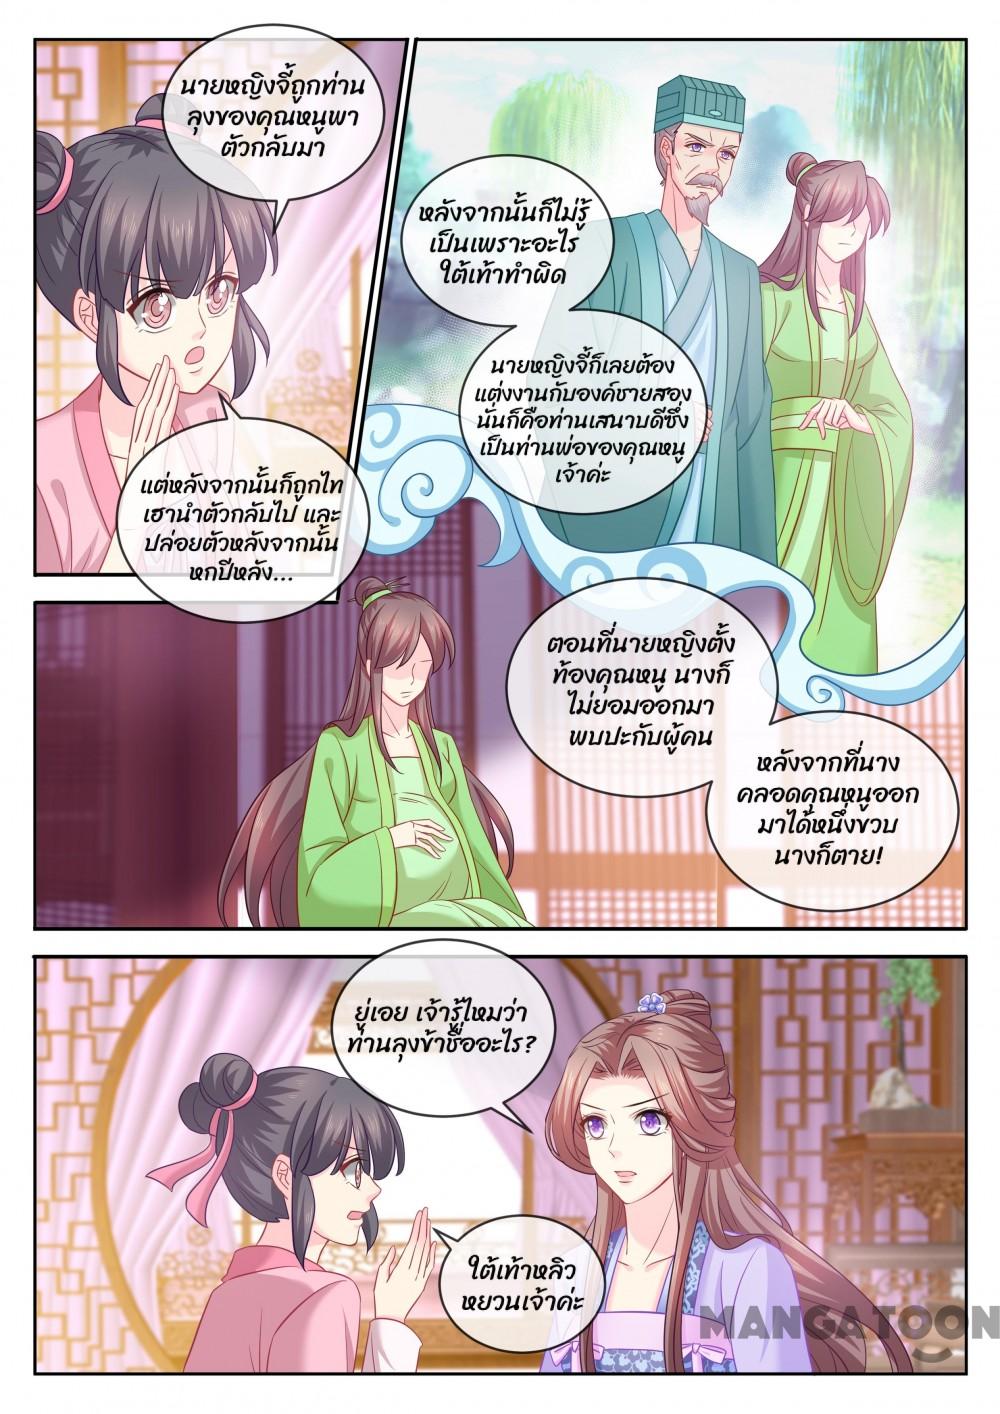 นายหญิงจี้ถูกท่าน
ลุงของคุณหนูพา
ตัวกลับมา
แต่หลังจากนั้นก็ถูกไท
เฮานำตัวกลับไป และ
ปล่อยตัวหลังจากนั้น
หกปีหลัง...
หลังจากนั้นก็ไม่รู้
เป็นเพราะอะไร
ใต้เท้าทำผิด
นายหญิงจี้ก็เลยต้อง
แต่งงานกับองค์ชายสอง
นั่นก็คือท่านเสนาบดีซึ่ง
เป็นท่านพ่อของคุณหนู
เจ้าค่ะ
ตอนที่นายหญิงตั้ง
ท้องคุณหนู นางก็
ไม่ยอมออกมา
พบปะกับผู้คน
หลังจากที่นาง
คลอดคุณหนูออก
มาได้หนึ่งขวบ
นางก็ตาย!
ยู่เอย เจ้ารู้ไหมว่า
ท่านลุงข้าชื่ออะไร?
ใต้เท้าหลิว
หยวนเจ้าค่ะ
MANGATOON